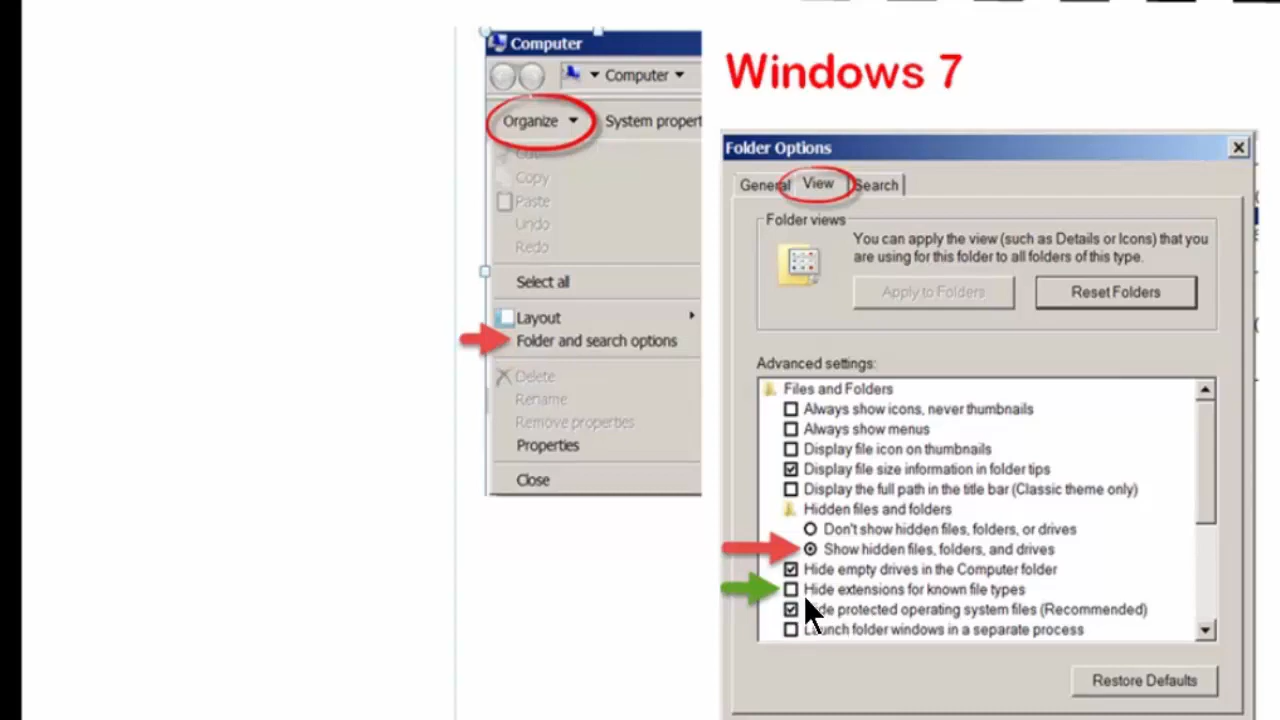 Computer
Computer
Organize
System propert
Cut
Copy
Paste
Undo
Redo
Select all
Layout
Folder and search options
Delete
Rename
Remove properties
Properties
Close
Windows 7
Folder Options
General View Search
Folder views
You can apply the view (such as Details or Icons) that you
are using for this folder to all folders of this type.
Apply to Folders
Reset Folders
Advanced settings:
Files and Folders
Always show icons, never thumbnails
Always show menus
Display file icon on thumbnails
Display file size information in folder tips
Display the full path in the title bar (Classic theme only)
Hidden files and folders
Don't show hidden files, folders, or drives
Show hidden files, folders, and drives
Hide empty drives in the Computer folder
Hide extensions for known file types
Hide protected operating system files (Recommended)
Launch folder windows in a separate process
Restore Defaults